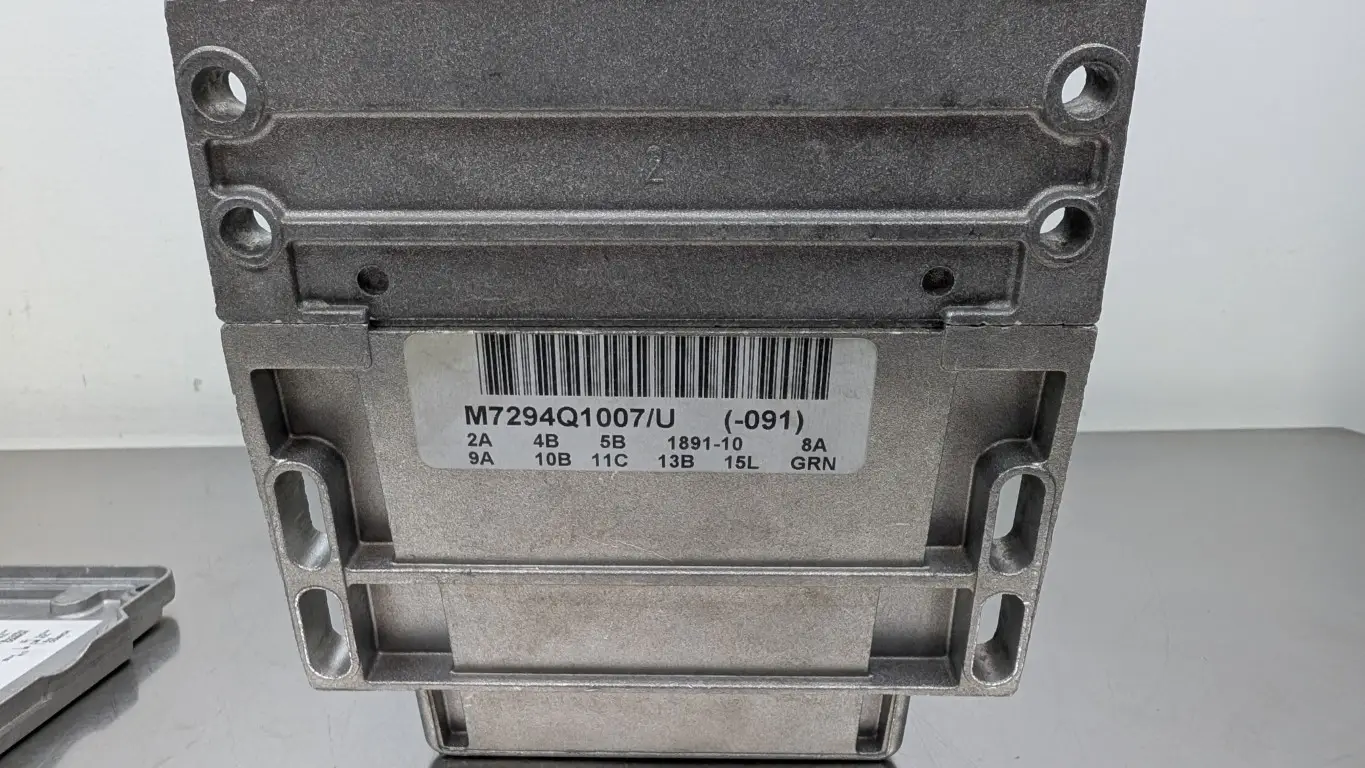 2
M7294Q1007/U (-091)
2A 4B 5B 1891-10 8A
9A 10B 11C 13B 15L GRN